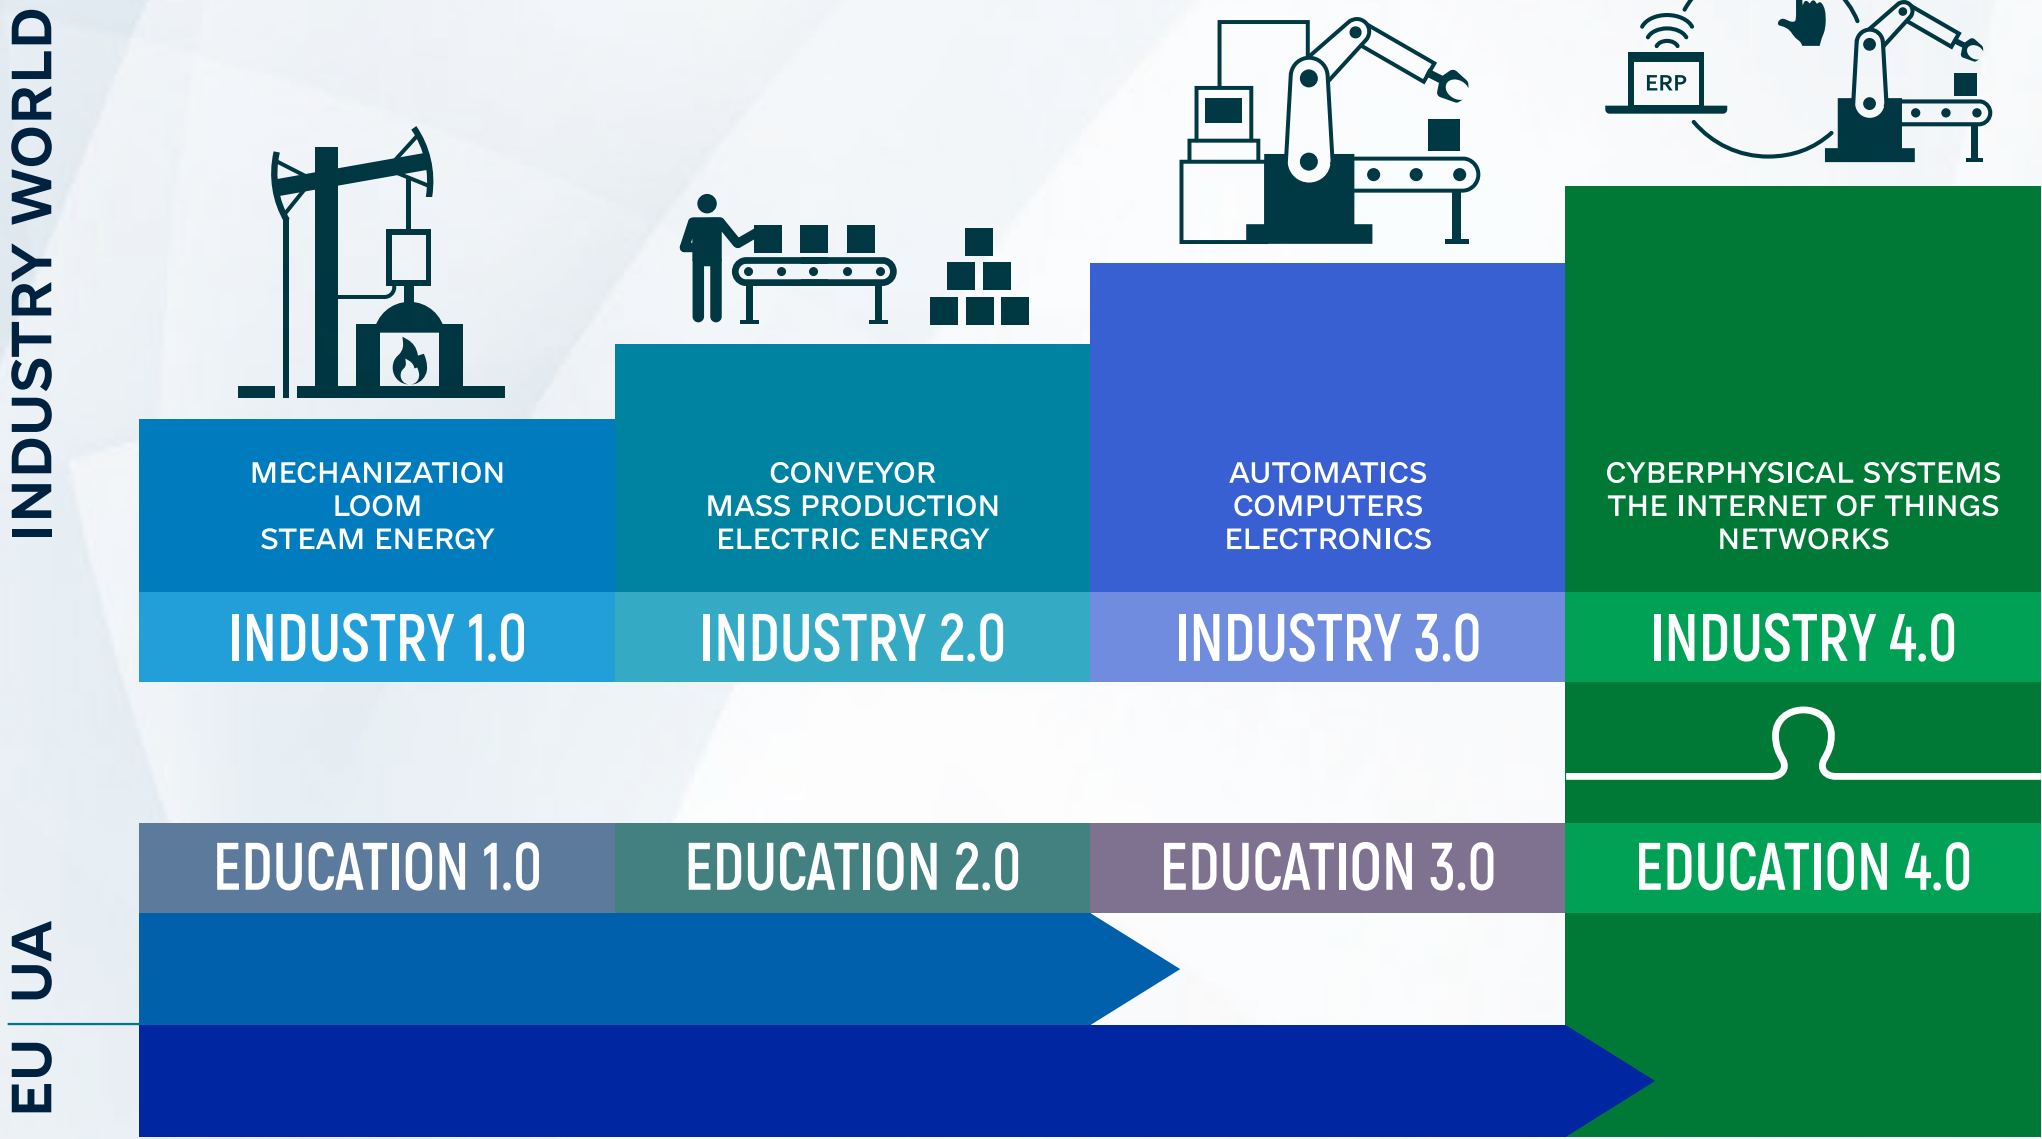 INDUSTRY WORLD
ERP
MECHANIZATION
LOOM
STEAM ENERGY
CONVEYOR
MASS PRODUCTION
ELECTRIC ENERGY
AUTOMATICS
COMPUTERS
ELECTRONICS
CYBERPHYSICAL SYSTEMS
THE INTERNET OF THINGS
NETWORKS
INDUSTRY 1.0
INDUSTRY 2.0
INDUSTRY 3.0
INDUSTRY 4.0
EDUCATION 1.0
EDUCATION 2.0
EDUCATION 3.0
EDUCATION 4.0
UA
EU